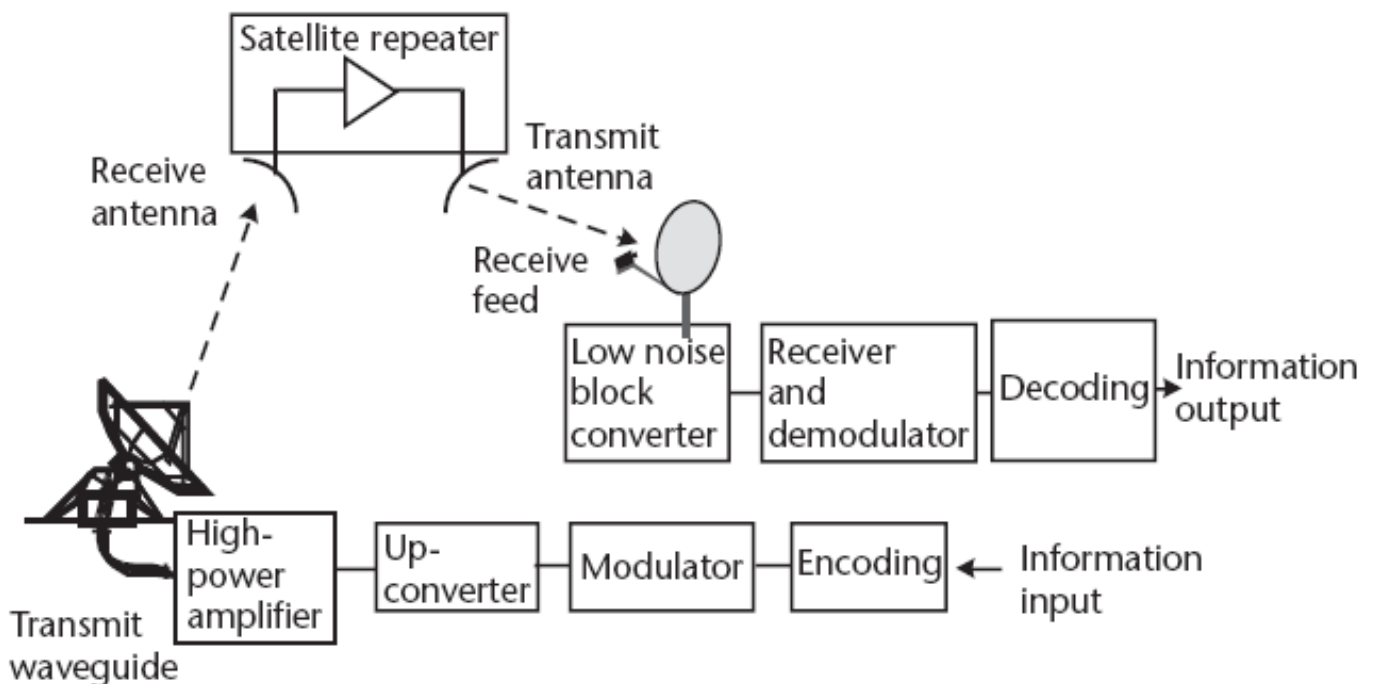 Satellite repeater
Receive
antenna
Transmit
antenna
Receive
feed
Low noise
block
converter
Receiver
and
demodulator
Decoding
Information
output
High-
power
amplifier
Up-
converter
Modulator
Encoding
Information
input
Transmit
waveguide